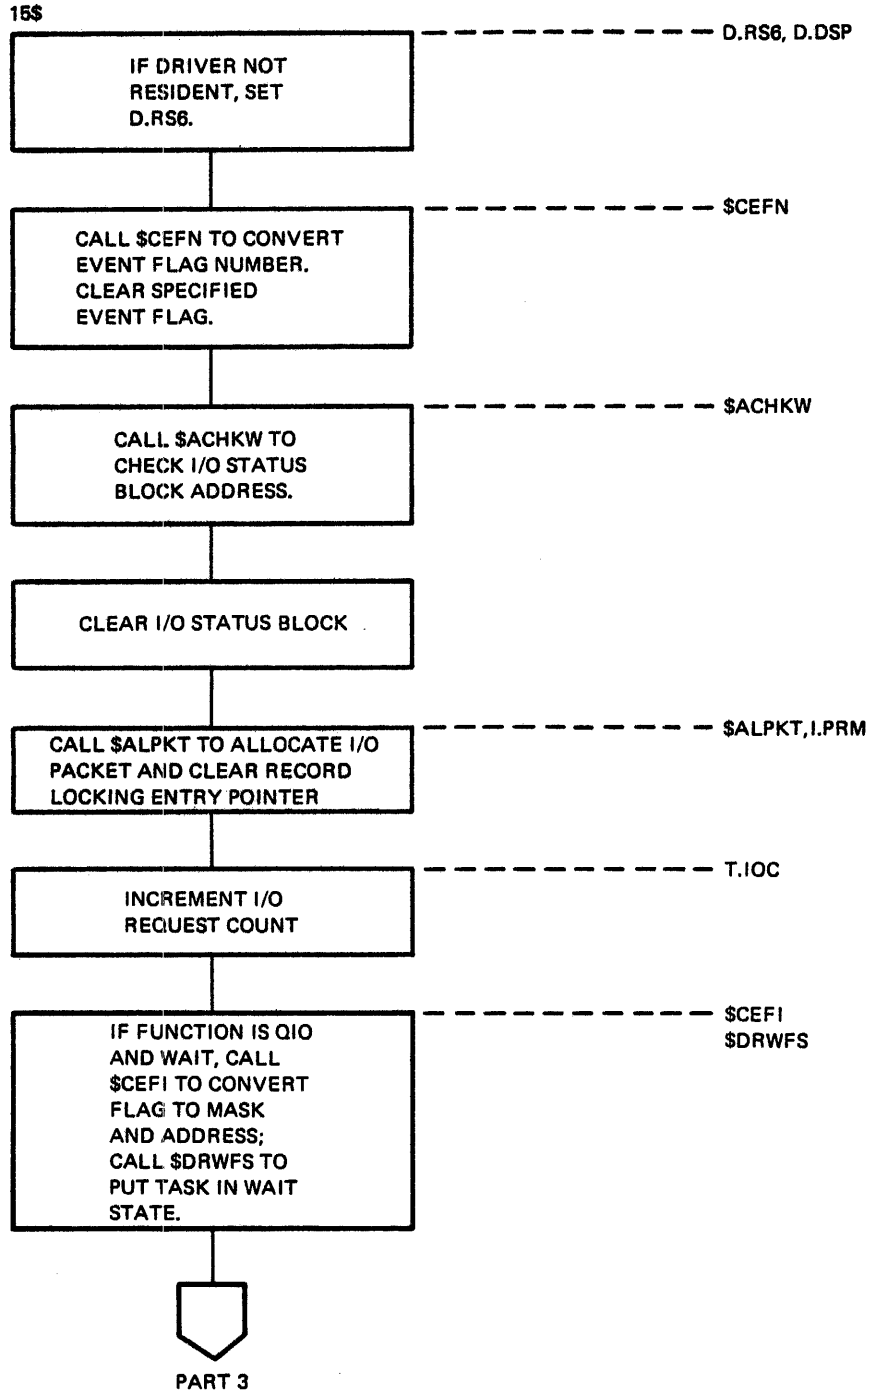 15$
D.RS6, D.DSP
IF DRIVER NOT
RESIDENT, SET
D.RS6.
$CEFN
CALL $CEFN TO CONVERT
EVENT FLAG NUMBER.
CLEAR SPECIFIED
EVENT FLAG.
$ACHKW
CALL $ACHKW TO
CHECK I/O STATUS
BLOCK ADDRESS.
CLEAR I/O STATUS BLOCK
$ALPKT,I.PRM
CALL $ALPKT TO ALLOCATE I/O
PACKET AND CLEAR RECORD
LOCKING ENTRY POINTER
T.IOC
INCREMENT I/O
REQUEST COUNT
$CEFI
$DRWFS
IF FUNCTION IS QIO
AND WAIT, CALL
$CEFI TO CONVERT
FLAG TO MASK
AND ADDRESS;
CALL $DRWFS TO
PUT TASK IN WAIT
STATE.
PART 3